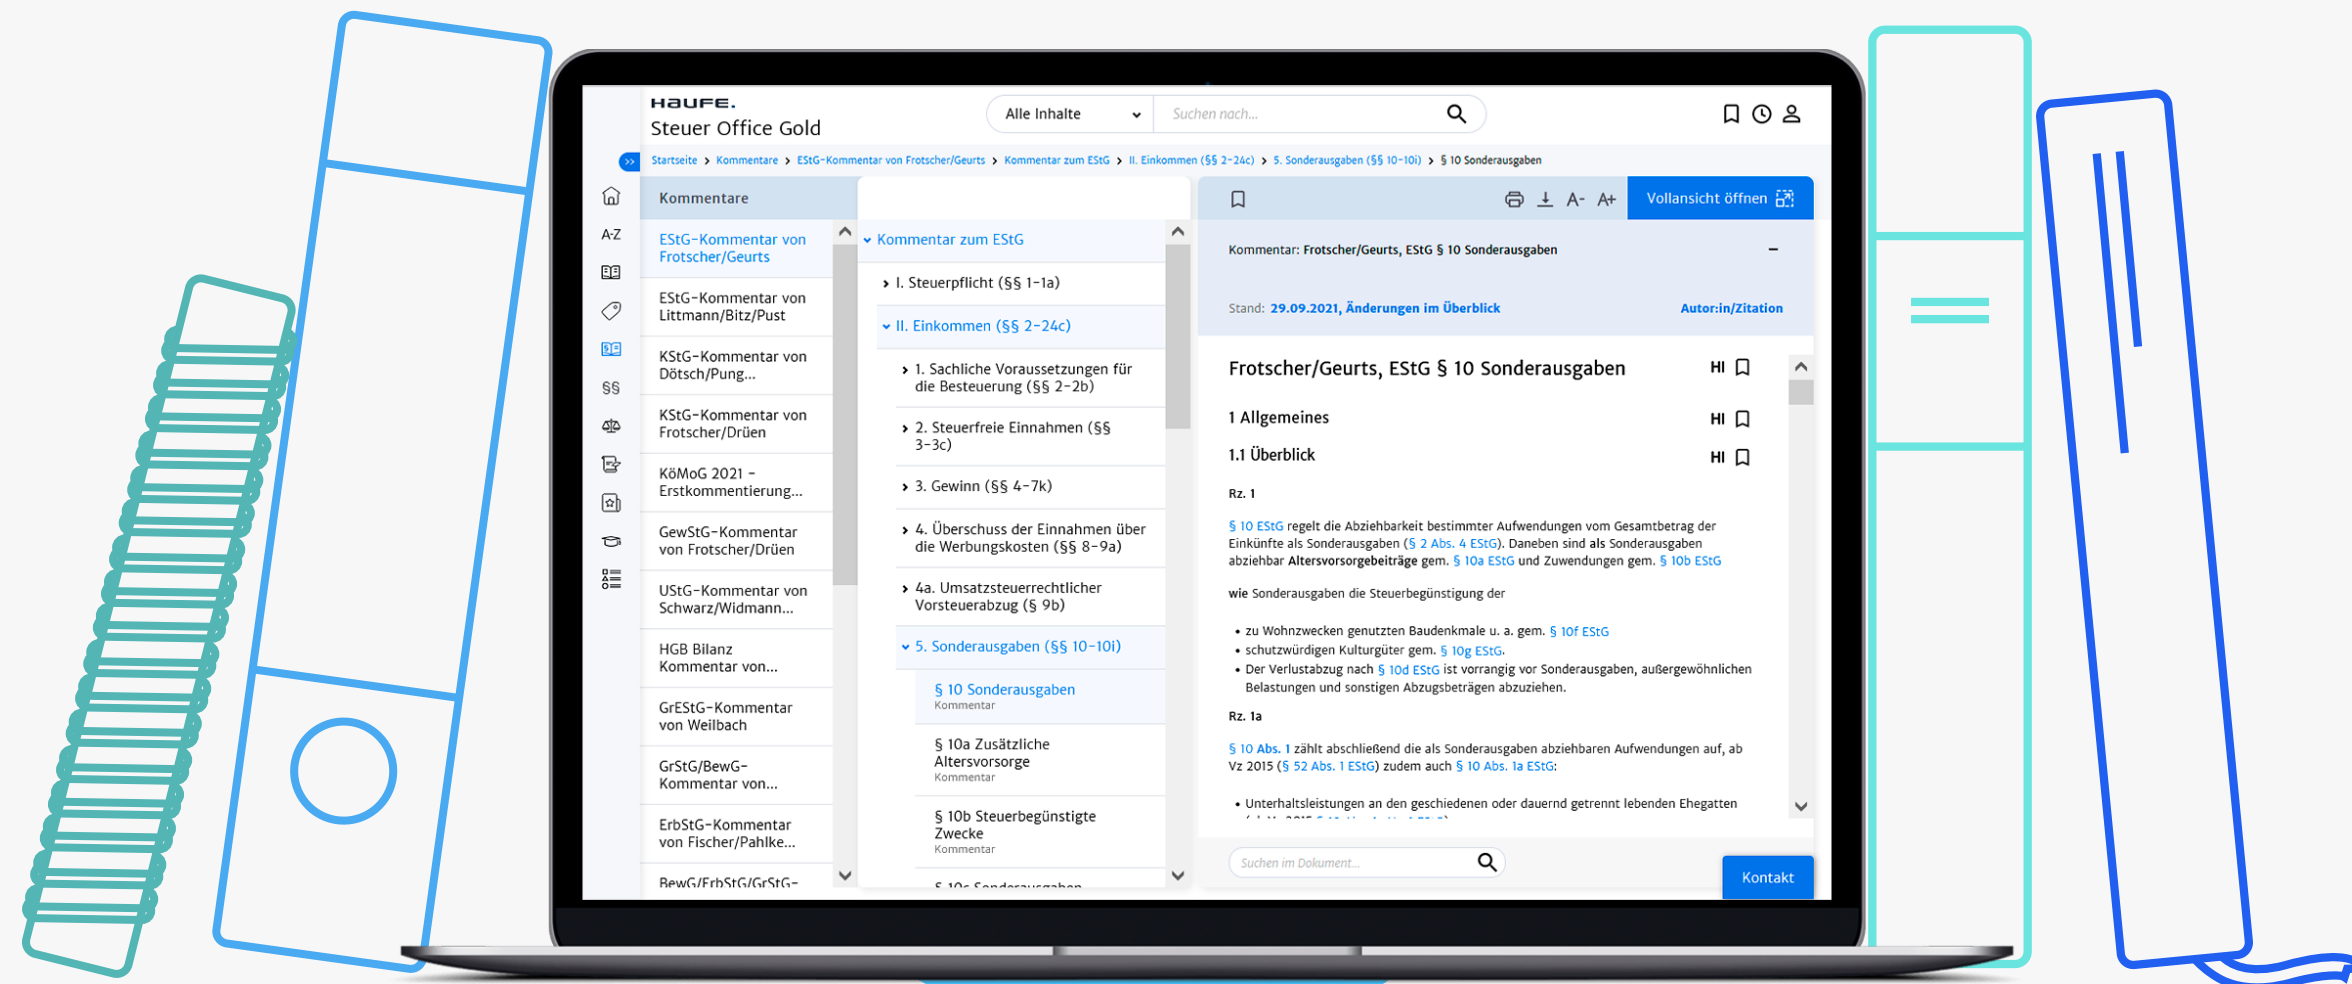 HAUFE.
Steuer Office Gold
Alle Inhalte
Suchen nach...
Startseite > Kommentare > EStG-Kommentar von Frotscher/Geurts > Kommentar zum EStG > II. Einkommen (§§ 2-24c) > 5. Sonderausgaben (§§ 10-10i) > § 10 Sonderausgaben
A-Z
§§
Kommentare
EStG-Kommentar von
Frotscher/Geurts
EStG-Kommentar von
Littmann/Bitz/Pust
KStG-Kommentar von
Dötsch/Pung...
KStG-Kommentar von
Frotscher/Drüen
KöMoG 2021 -
Erstkommentierung...
GewStG-Kommentar
von Frotscher/Drüen
UStG-Kommentar von
Schwarz/Widmann...
HGB Bilanz
Kommentar von...
GrEStG-Kommentar
von Weilbach
GrStG/BewG-
Kommentar von...
ErbStG-Kommentar
von Fischer/Pahlke...
BewG/ErbStG/GrStG-
Kommentar zum EStG
I. Steuerpflicht (§§ 1-1a)
II. Einkommen (§§ 2-24c)
1. Sachliche Voraussetzungen für
die Besteuerung (§§ 2-2b)
2. Steuerfreie Einnahmen (§§
3-3c)
3. Gewinn (§§ 4-7k)
4. Überschuss der Einnahmen über
die Werbungskosten (§§ 8-9a)
4a. Umsatzsteuerrechtlicher
Vorsteuerabzug (§ 9b)
5. Sonderausgaben (§§ 10-10i)
§ 10 Sonderausgaben
Kommentar
§ 10a Zusätzliche
Altersvorsorge
Kommentar
§ 10b Steuerbegünstigte
Zwecke
Kommentar
§ 10c Sonderausgaben
A- A+
Vollansicht öffnen
Kommentar: Frotscher/Geurts, EStG § 10 Sonderausgaben
Stand: 29.09.2021, Änderungen im Überblick
Autor:in/Zitation
Frotscher/Geurts, EStG § 10 Sonderausgaben HI
1 Allgemeines HI
1.1 Überblick HI
Rz. 1
§ 10 EStG regelt die Abziehbarkeit bestimmter Aufwendungen vom Gesamtbetrag der
Einkünfte als Sonderausgaben (§ 2 Abs. 4 EStG). Daneben sind als Sonderausgaben
abziehbar Altersvorsorgebeiträge gem. § 10a EStG und Zuwendungen gem. § 10b EStG
wie Sonderausgaben die Steuerbegünstigung der
• zu Wohnzwecken genutzten Baudenkmale u. a. gem. § 10f EStG
• schutzwürdigen Kulturgüter gem. § 10g EStG.
• Der Verlustabzug nach § 10d EStG ist vorrangig vor Sonderausgaben, außergewöhnlichen
Belastungen und sonstigen Abzugsbeträgen abzuziehen.
Rz. 1a
§ 10 Abs. 1 zählt abschließend die als Sonderausgaben abziehbaren Aufwendungen auf, ab
Vz 2015 (§ 52 Abs. 1 EStG) zudem auch § 10 Abs. 1a EStG:
• Unterhaltsleistungen an den geschiedenen oder dauernd getrennt lebenden Ehegatten
Suchen im Dokument...
Kontakt